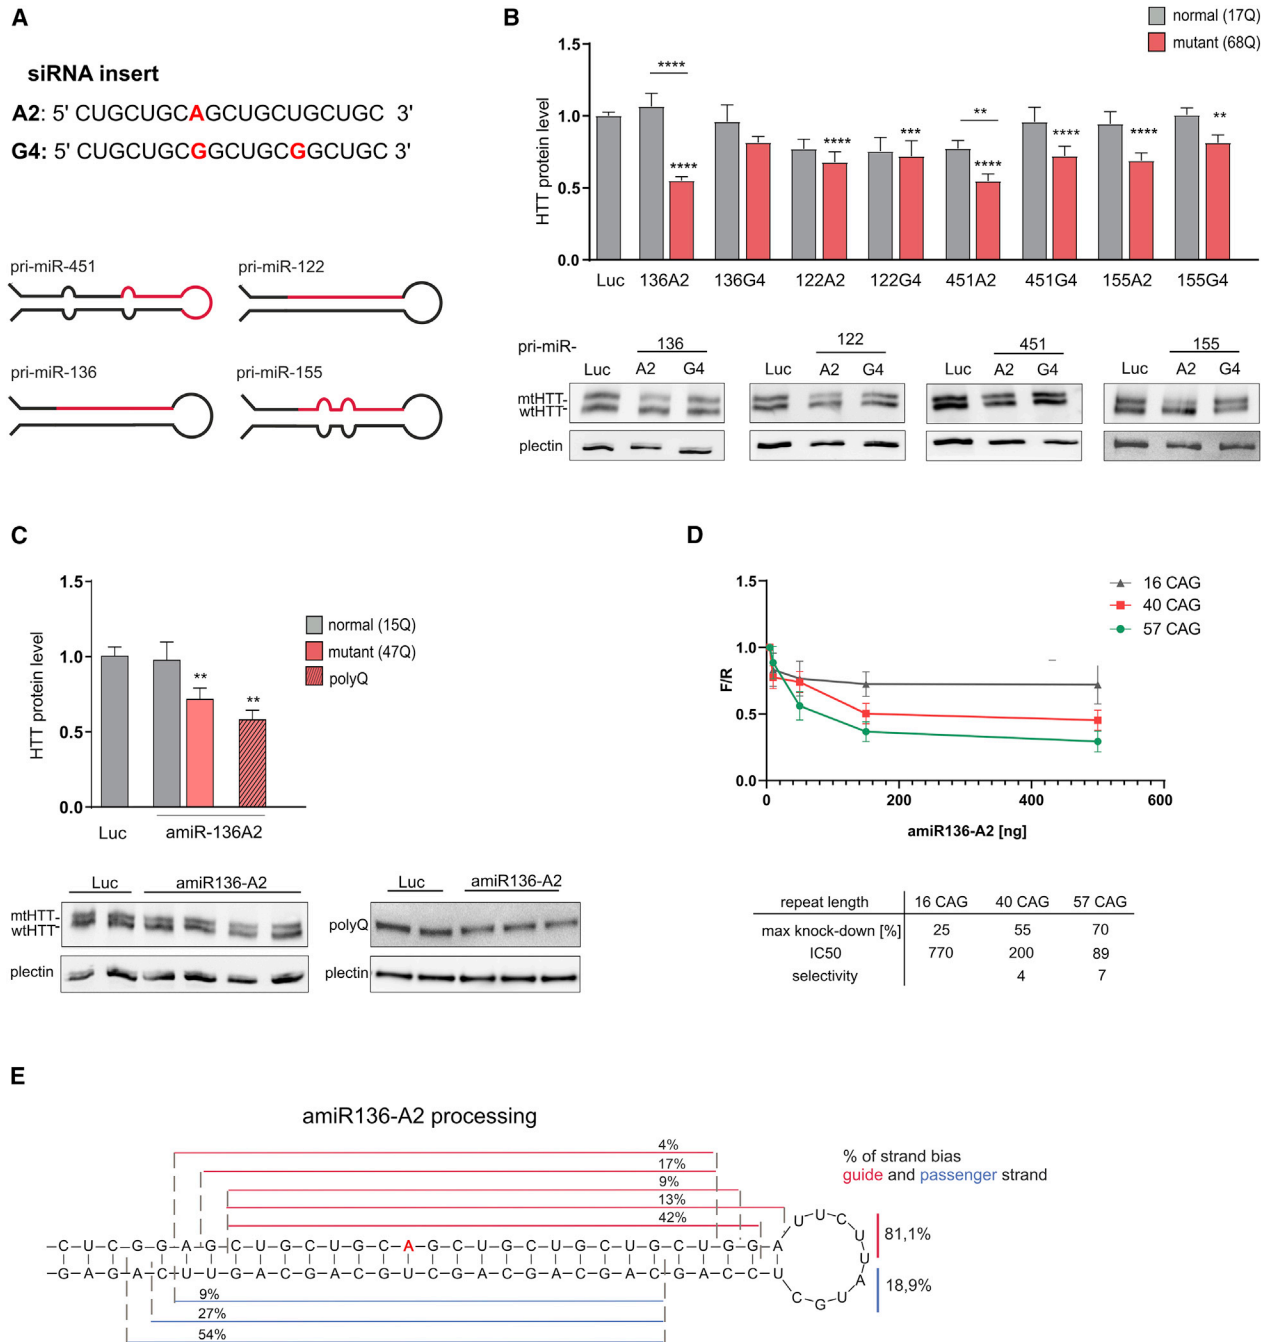 A
siRNA insert
A2: 5' CUGCUGCAGCUGCUGCUGC 3'
G4: 5' CUGCUGCGGCUGCGGCUGC 3'
pri-miR-451
pri-miR-122
pri-miR-136
pri-miR-155
B
normal (17Q)
mutant (68Q)
HTT protein level
1.5
1.0
0.5
0.0
****
****
****
***
**
****
****
****
**
Luc 136A2 136G4 122A2 122G4 451A2 451G4 155A2 155G4
pri-miR- 136 122 451 155
Luc A2 G4 Luc A2 G4 Luc A2 G4 Luc A2 G4
mtHTT-
wtHTT-
plectin
C
HTT protein level
1.5
1.0
0.5
0.0
**
**
normal (15Q)
mutant (47Q)
polyQ
Luc amiR-136A2
Luc amiR136-A2
mtHTT-
wtHTT-
plectin
Luc amiR136-A2
polyQ
plectin
D
F/R
1.5
1.0
0.5
0.0
0 200 400 600
amiR136-A2 [ng]
16 CAG
40 CAG
57 CAG
repeat length 16 CAG 40 CAG 57 CAG
max knock-down [%] 25 55 70
IC50 770 200 89
selectivity 4 7
E
amiR136-A2 processing
4%
17%
9%
13%
42%
% of strand bias
guide and passenger strand
81,1%
18,9%
C-U-C-G-G-A-G-C-U-G-C-U-G-C-A-G-C-U-G-C-U-G-C-U-G-C-U-G-G-A
U U C U U A U G C
G-A-G-A-C-U-U-G-A-C-G-A-C-G-U-C-G-A-C-G-A-C-G-A-C-G-A-C-C-U
9%
27%
54%